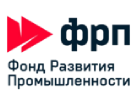 фрп
Фонд Развития
Промышленности